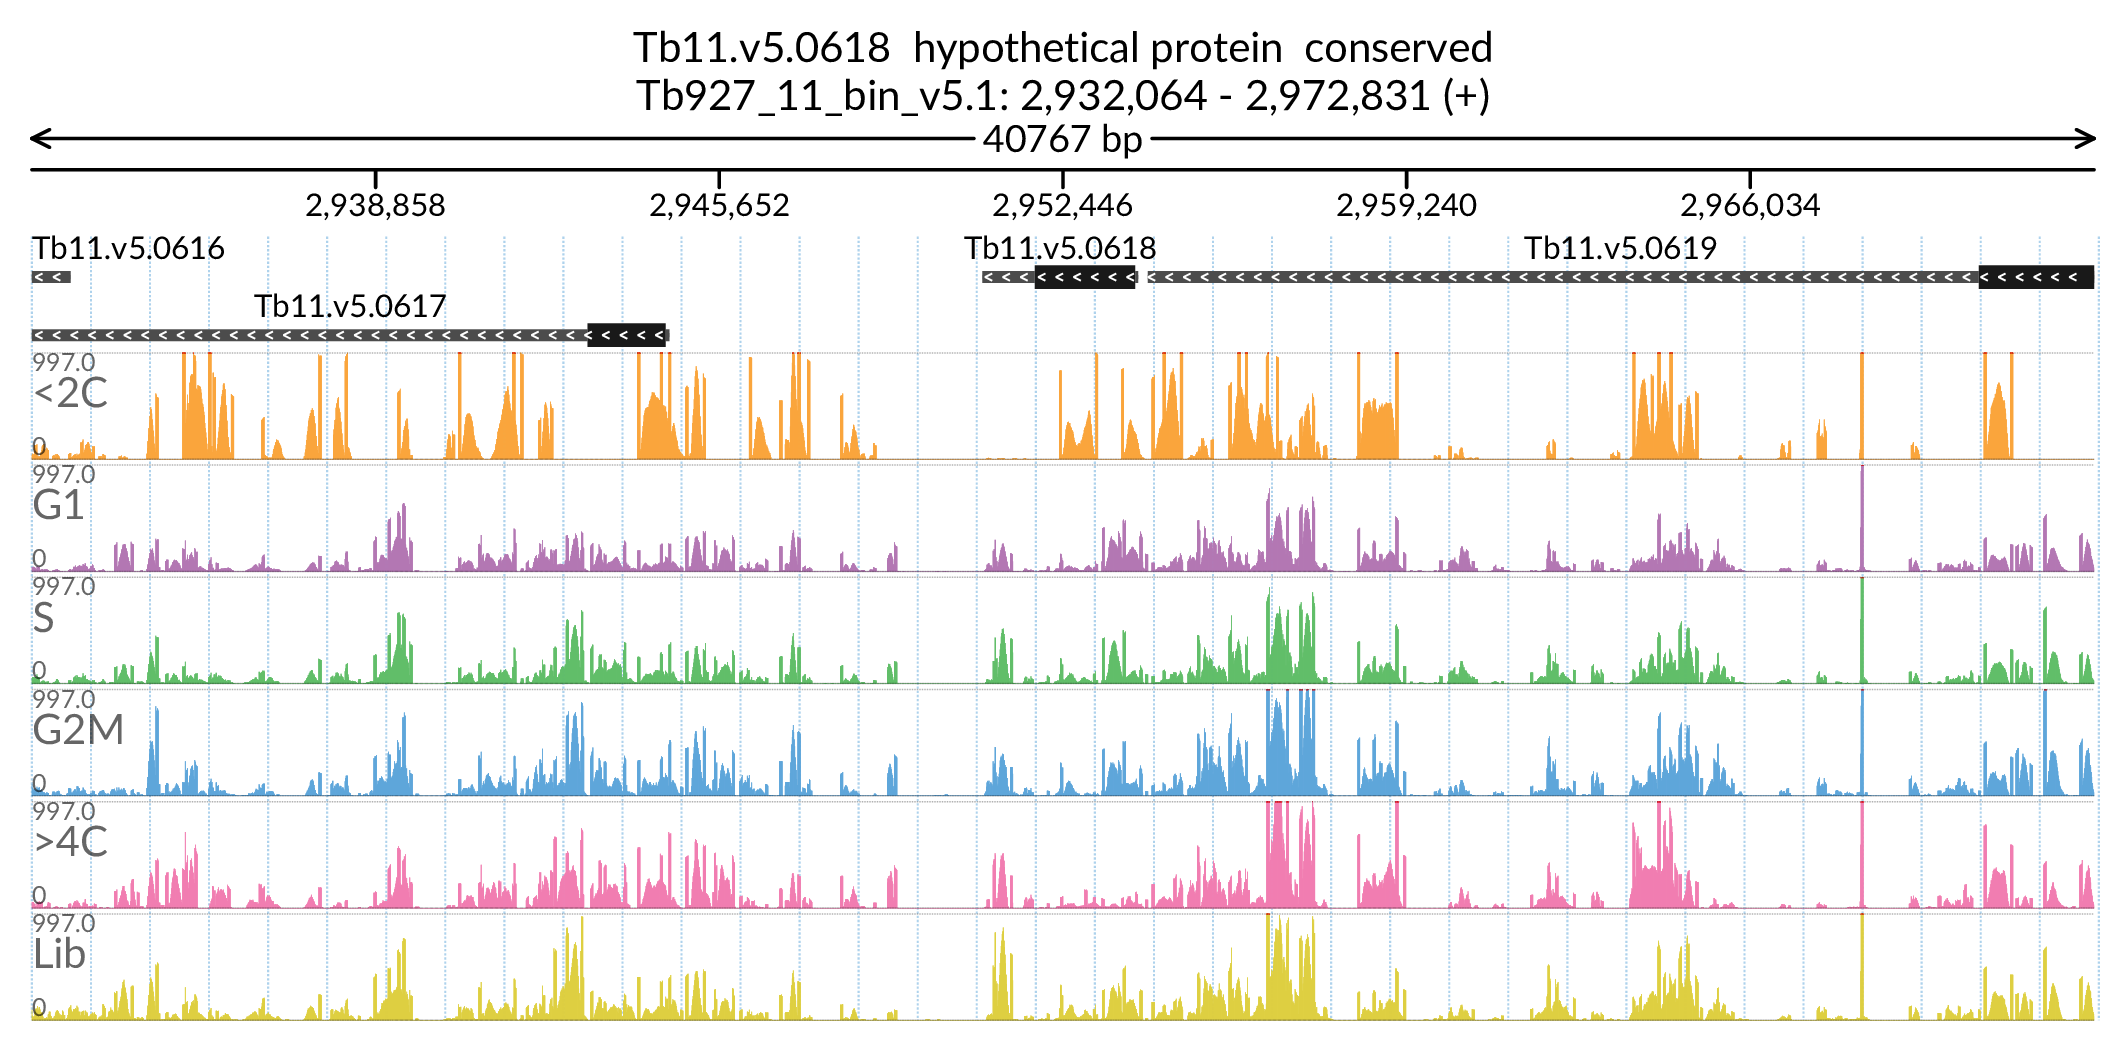 Tb11.v5.0618 hypothetical protein conserved
Tb927_11_bin_v5.1: 2,932,064 - 2,972,831 (+)
40767 bp
2,938,858 2,945,652 2,952,446 2,959,240 2,966,034
Tb11.v5.0616 Tb11.v5.0618 Tb11.v5.0619
Tb11.v5.0617
997.0
<2C
0
997.0
G1
0
997.0
S
0
997.0
G2M
0
997.0
>4C
0
997.0
Lib
0